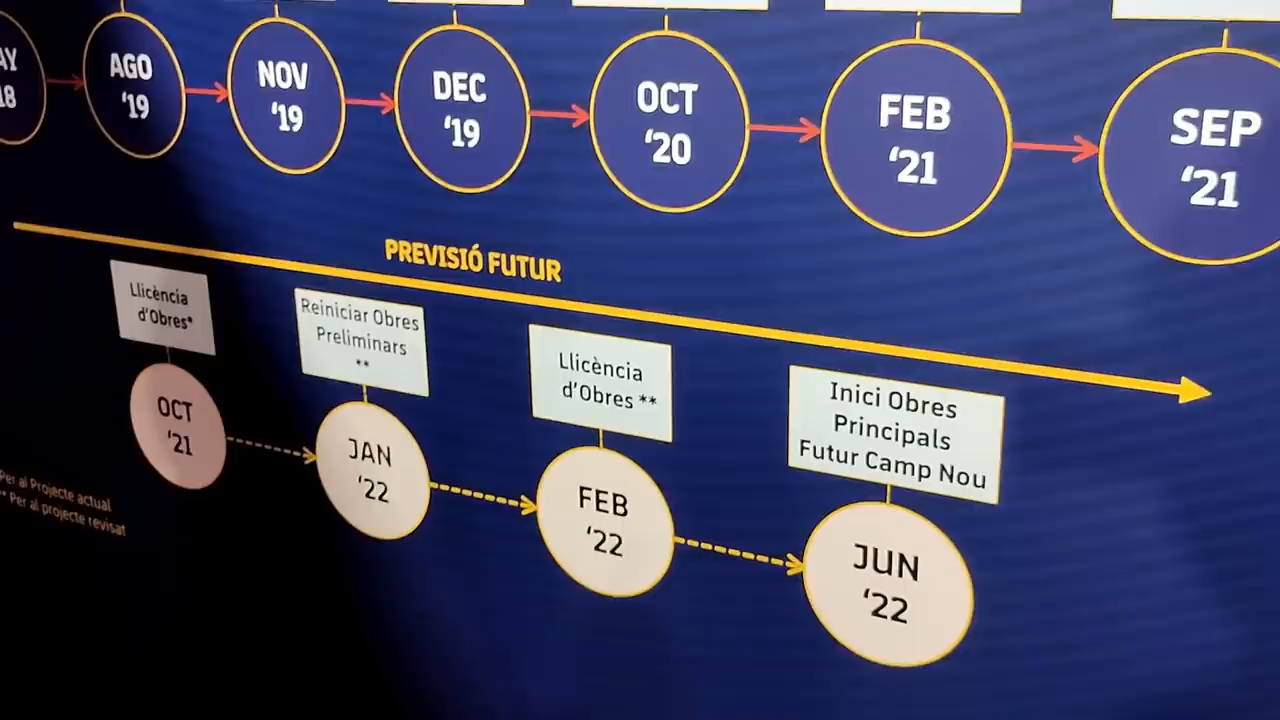 AY
18
AGO
‘19
NOV
‘19
DEC
‘19
OCT
‘20
FEB
‘21
SEP
‘21
PREVISIÓ FUTUR
Llicència
d’Obres*
OCT
‘21
Reiniciar Obres
Preliminars
**
JAN
‘22
Llicència
d’Obres **
FEB
‘22
Inici Obres
Principals
Futur Camp Nou
JUN
‘22
Per al Projecte actual
** Per al projecte revisat